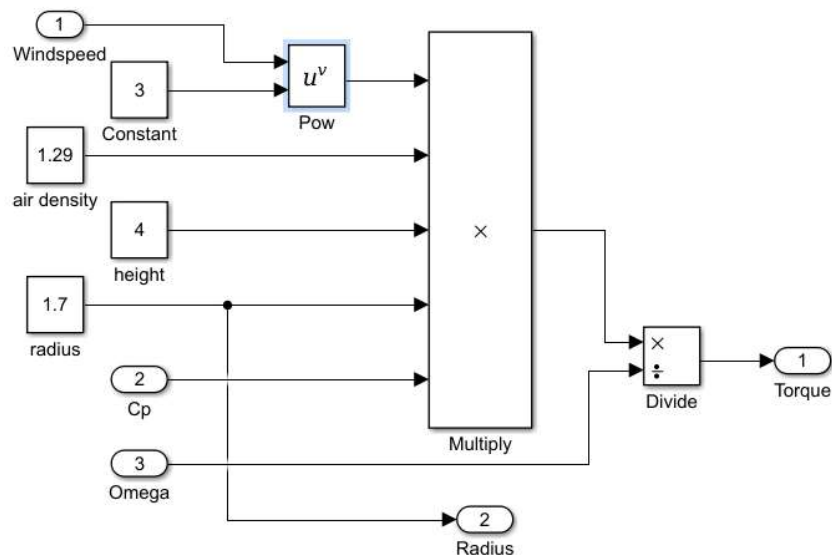 1
Windspeed
3
Constant
u^v
Pow
1.29
air density
4
height
1.7
radius
2
Cp
3
Omega
×
Multiply
×
÷
Divide
1
Torque
2
Radius